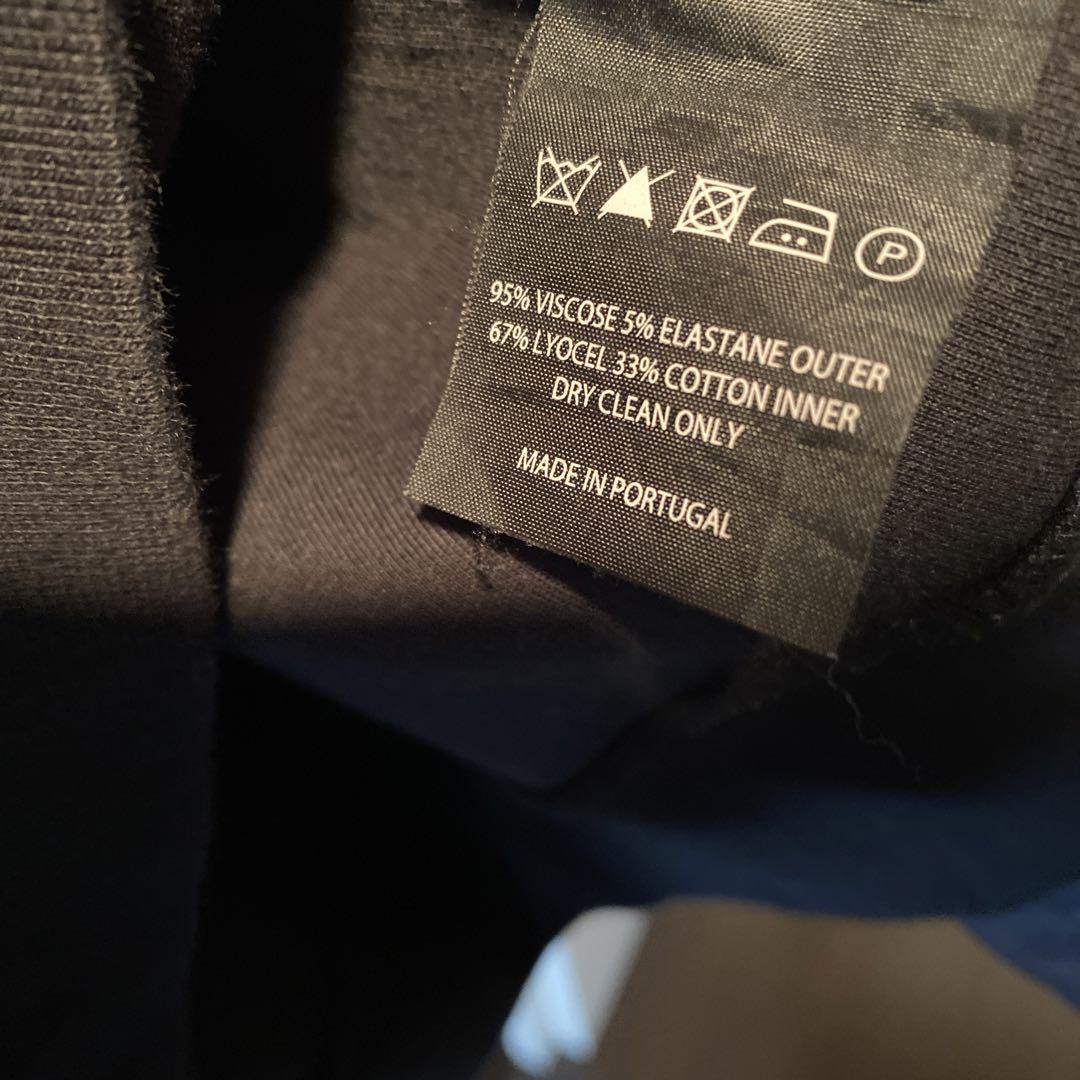 P
95% VISCOSE 5% ELASTANE OUTER
67% LYOCEL 33% COTTON INNER
DRY CLEAN ONLY
MADE IN PORTUGAL